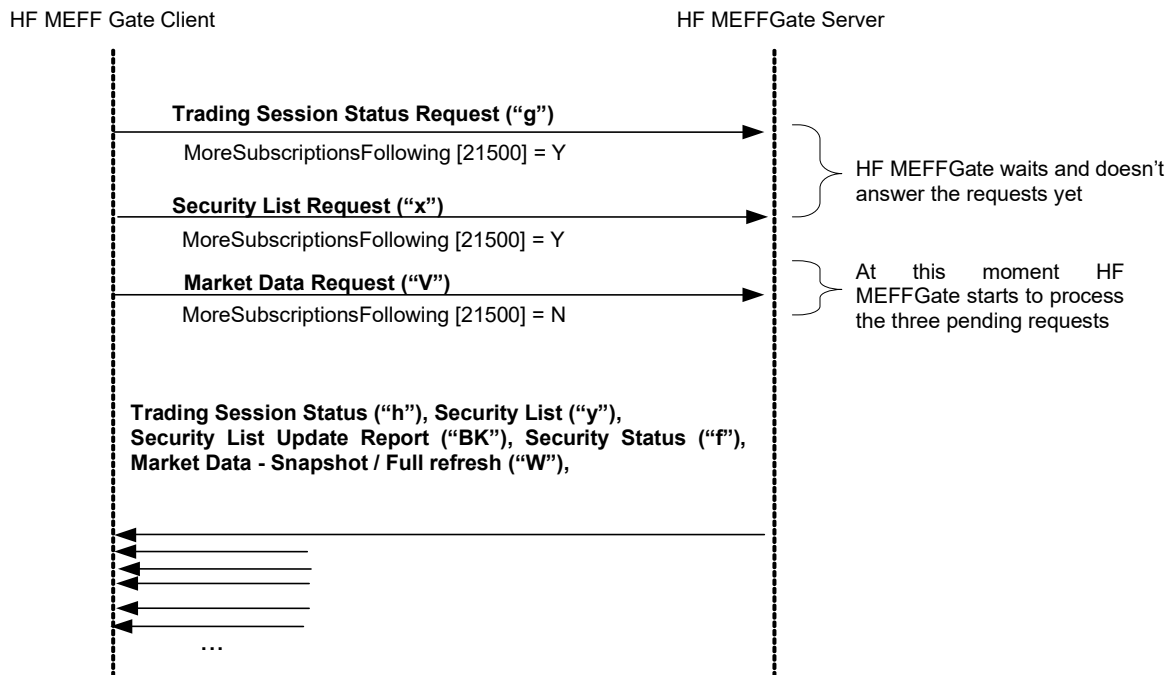 HF MEFF Gate Client
HF MEFFGate Server
Trading Session Status Request (“g”)
MoreSubscriptionsFollowing [21500] = Y
HF MEFFGate waits and doesn’t
answer the requests yet
Security List Request (“x”)
MoreSubscriptionsFollowing [21500] = Y
Market Data Request (“V”)
MoreSubscriptionsFollowing [21500] = N
At this moment HF
MEFFGate starts to process
the three pending requests
Trading Session Status (“h”), Security List (“y”),
Security List Update Report (“BK”), Security Status (“f”),
Market Data - Snapshot / Full refresh (“W”),
...